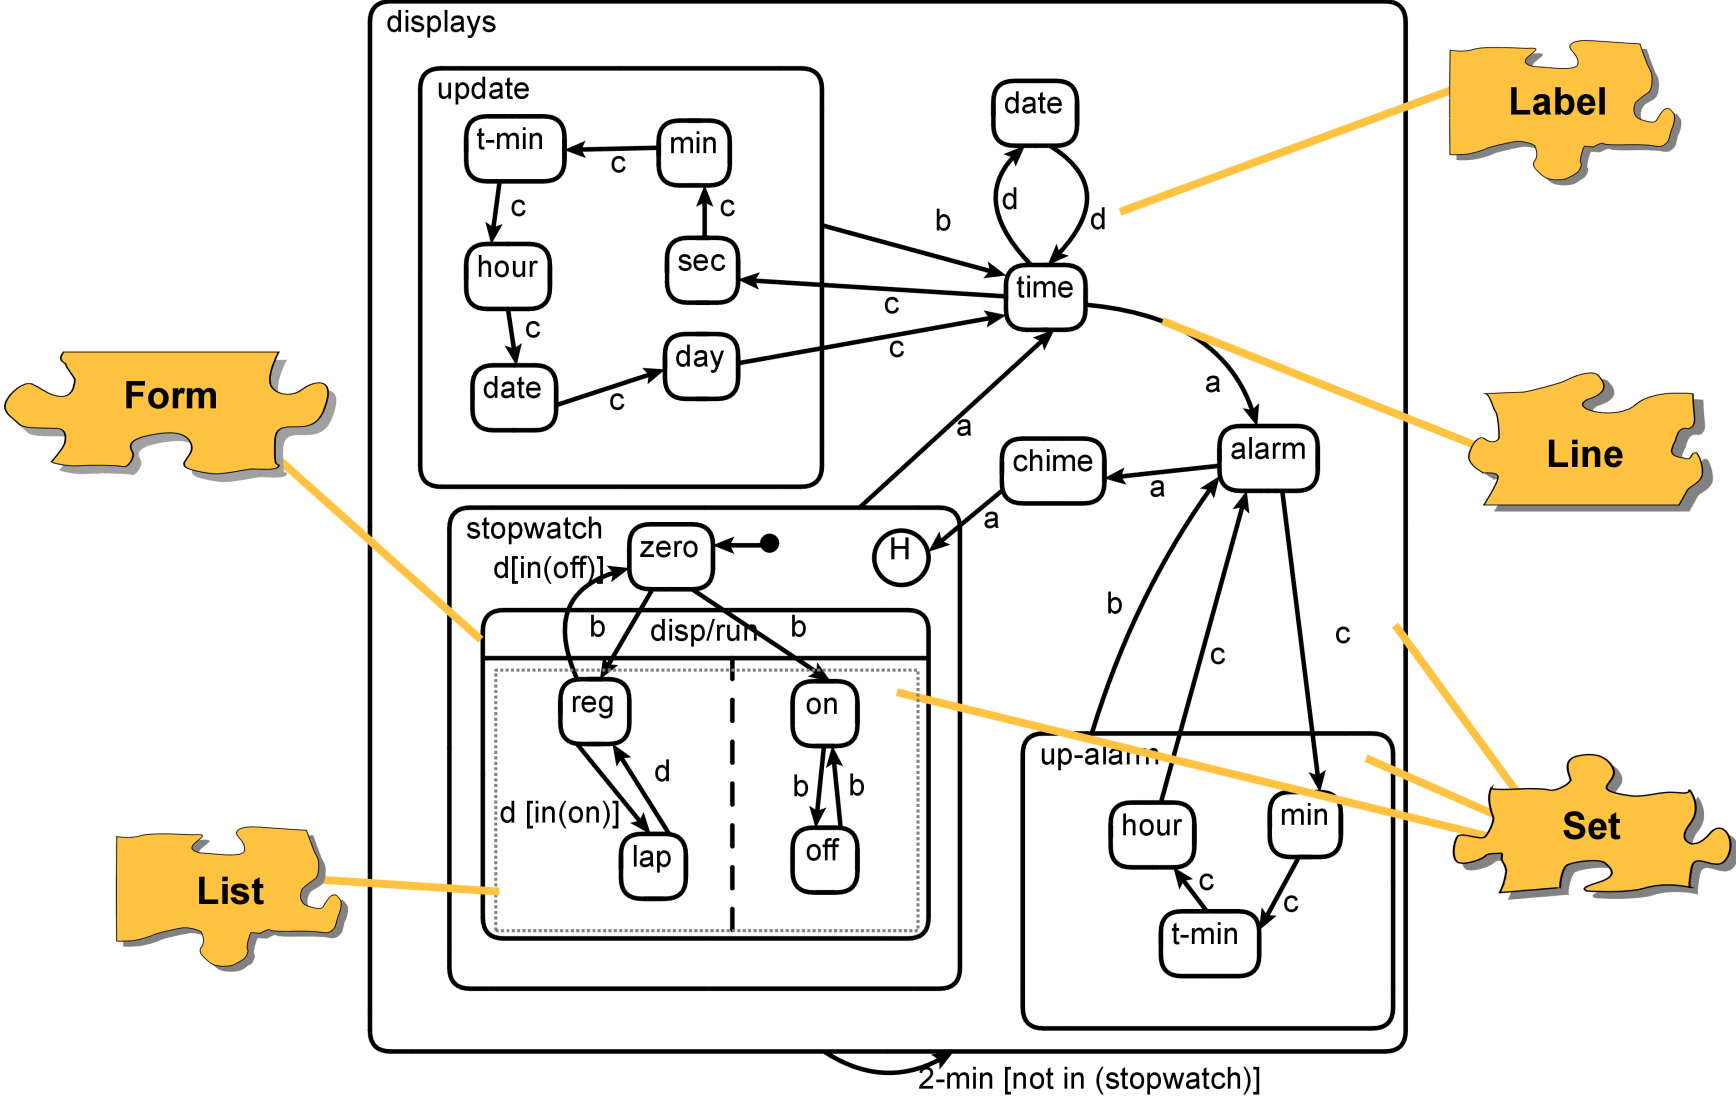 displays
update
t-min
min
c
c
c
hour
sec
c
date
day
c
c
c
b
date
d
d
time
a
a
chime
alarm
a
a
H
stopwatch
zero
d[in(off)]
b
b
disp/run
reg
on
d
b
b
d [in(on)]
lap
off
b
c
c
up-alarm
hour
min
c
c
t-min
2-min [not in (stopwatch)]
Label
Form
Line
Set
List